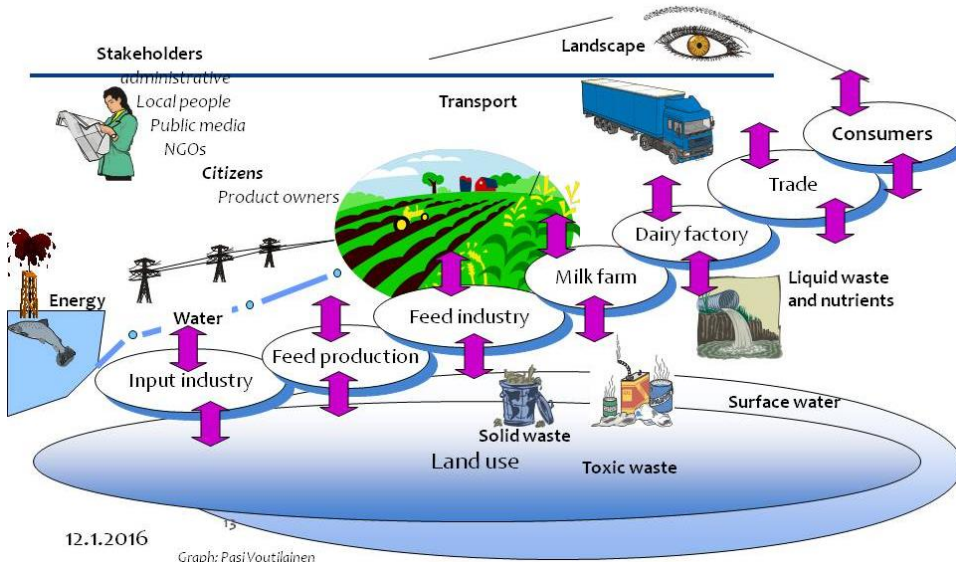 Stakeholders
administrative
Local people
Public media
NGOs
Citizens
Product owners
Landscape
Transport
Consumers
Trade
Dairy factory
Milk farm
Liquid waste
and nutrients
Energy
Water
Feed industry
Feed production
Input industry
Surface water
Solid waste
Land use
Toxic waste
13
12.1.2016
Graph: Pasi Voutilainen